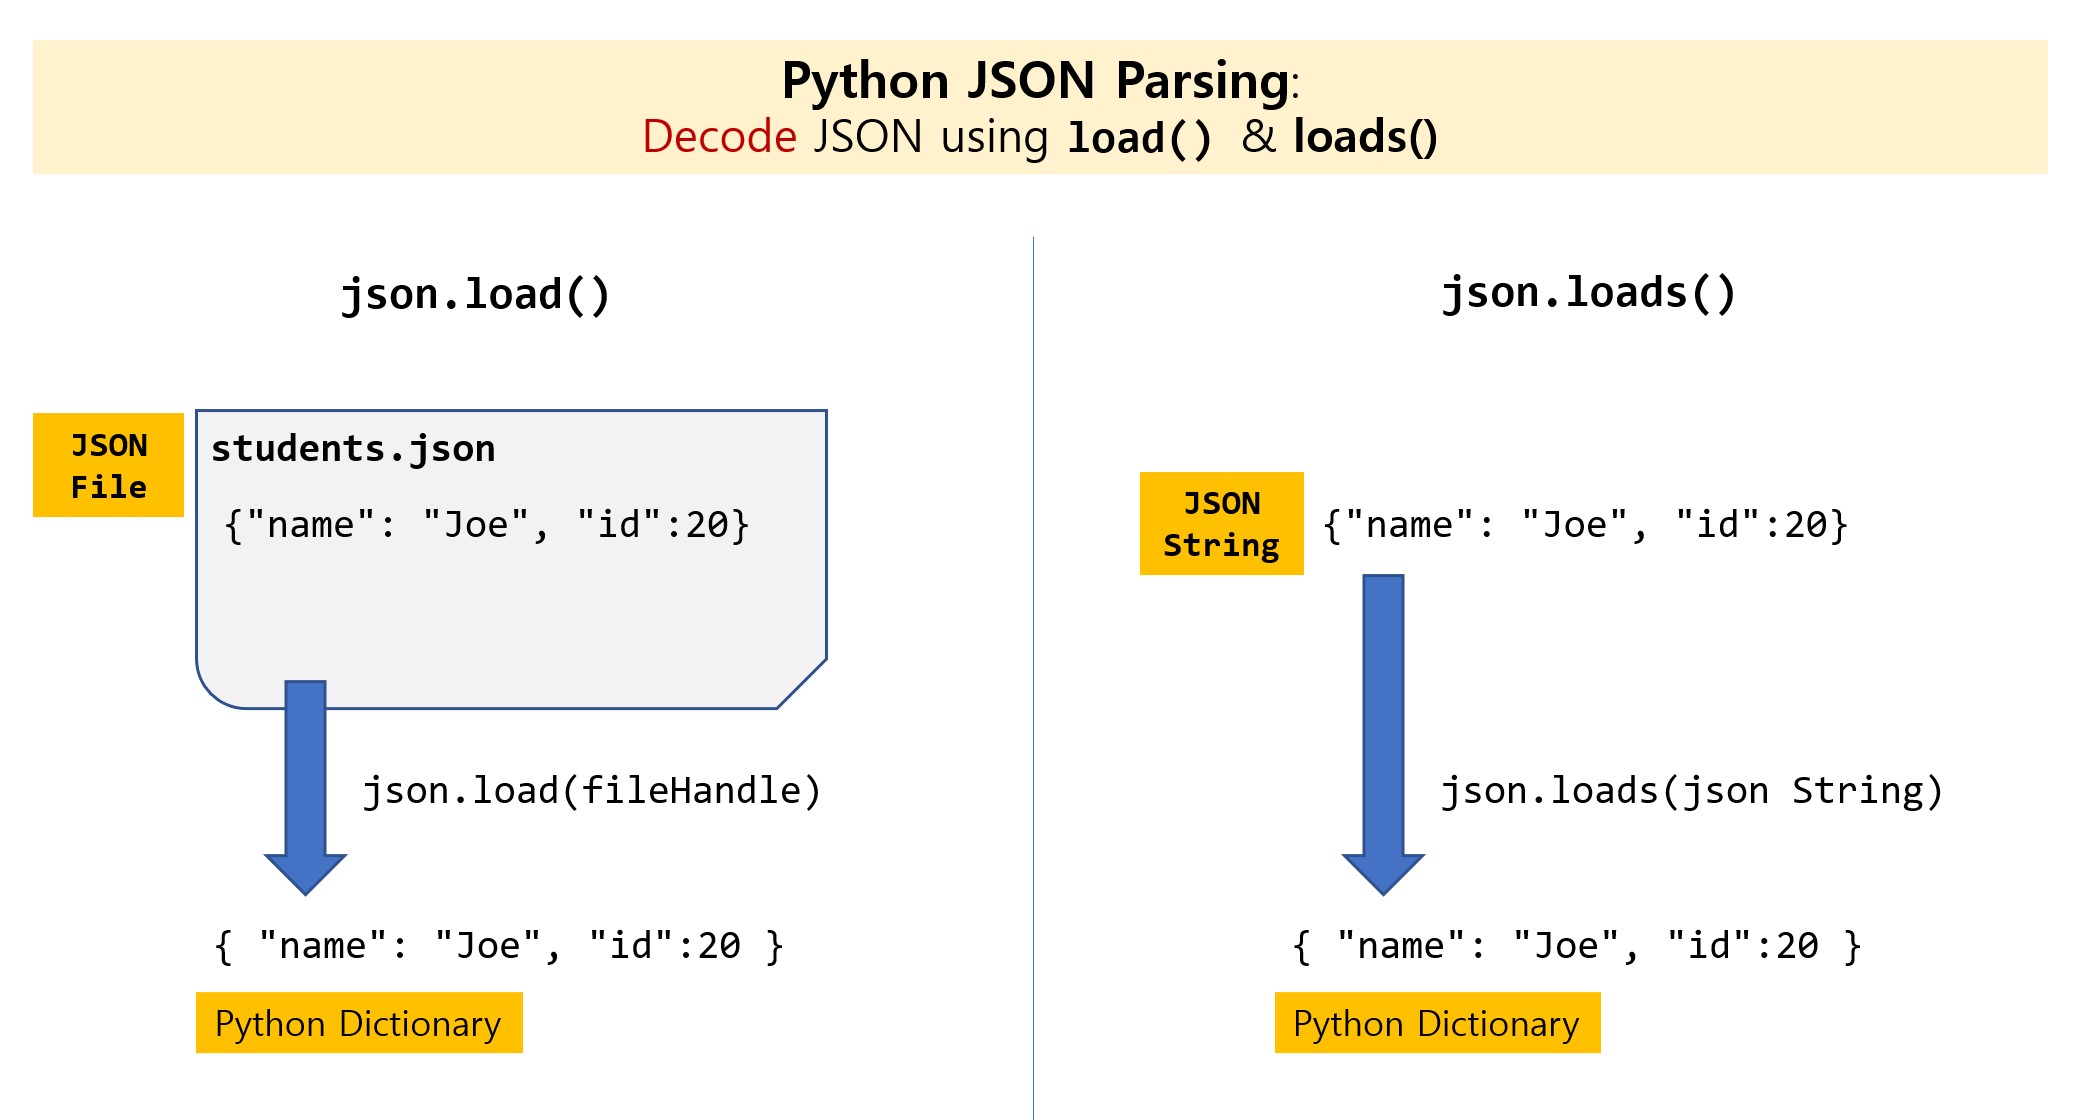 Python JSON Parsing:
Decode JSON using load() & loads()
json.load()
JSON
File
students.json
{"name": "Joe", "id":20}
json.load(fileHandle)
{ "name": "Joe", "id":20 }
Python Dictionary
json.loads()
JSON
String
{"name": "Joe", "id":20}
json.loads(json String)
{ "name": "Joe", "id":20 }
Python Dictionary